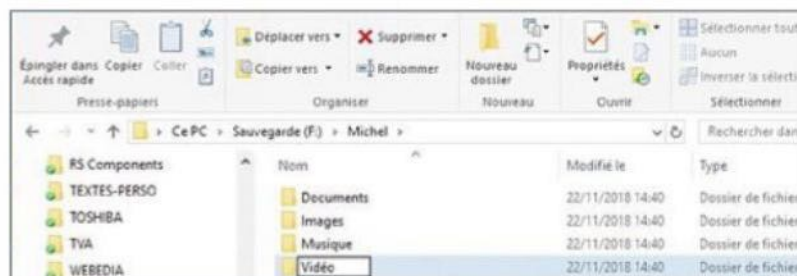 Épingler dans Accès rapide
Copier
Coller
Déplacer vers
Copier vers
Supprimer
Renommer
Nouveau dossier
Propriétés
Sélectionner tout
Aucun
Inverser la sélecti
Presse-papiers
Organiser
Nouveau
Ouvrir
Sélectionner
Ce PC > Sauvegarde (F:) > Michel >
Rechercher dan
RS Components
TEXTES-PERSO
TOSHIBA
TVA
WEBEDIA
Nom Modifié le Type
Documents 22/11/2018 14:40 Dossier de fichier
Images 22/11/2018 14:40 Dossier de fichier
Musique 22/11/2018 14:40 Dossier de fichier
Vidéo 22/11/2018 14:40 Dossier de fichier